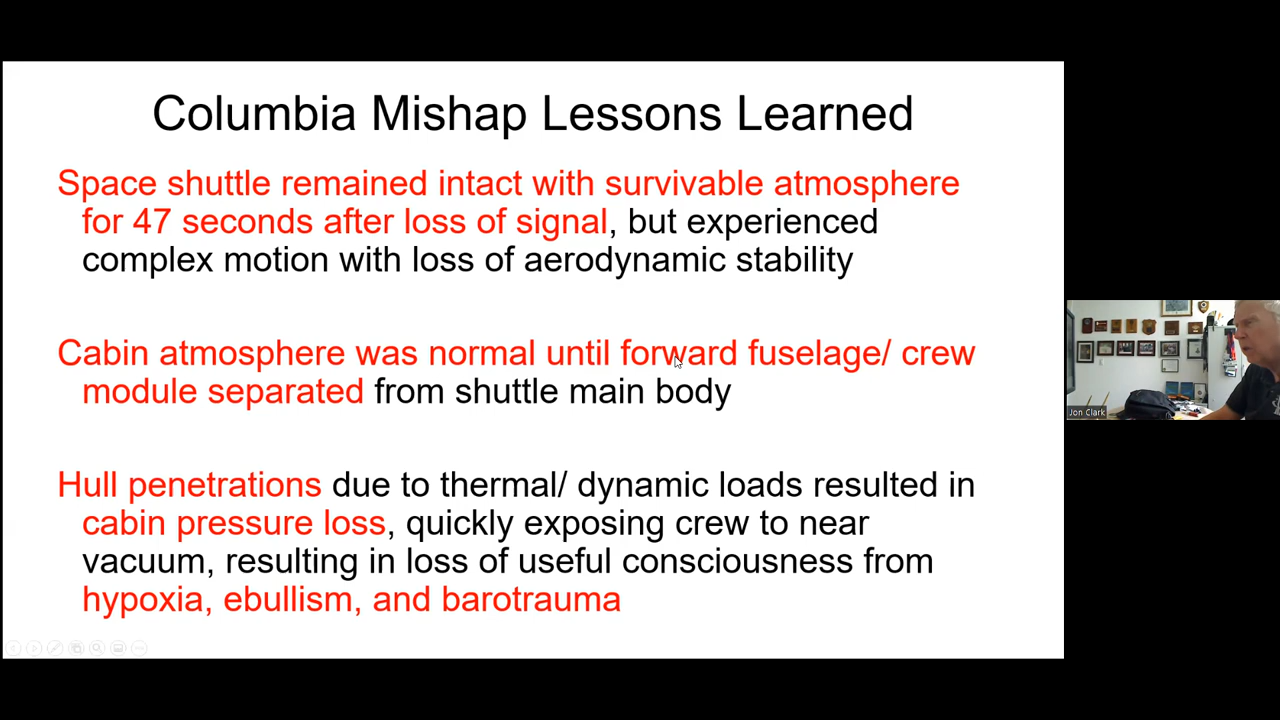 Columbia Mishap Lessons Learned
Space shuttle remained intact with survivable atmosphere
for 47 seconds after loss of signal, but experienced
complex motion with loss of aerodynamic stability
Cabin atmosphere was normal until forward fuselage/ crew
module separated from shuttle main body
Hull penetrations due to thermal/ dynamic loads resulted in
cabin pressure loss, quickly exposing crew to near
vacuum, resulting in loss of useful consciousness from
hypoxia, ebullism, and barotrauma
Jon Clark